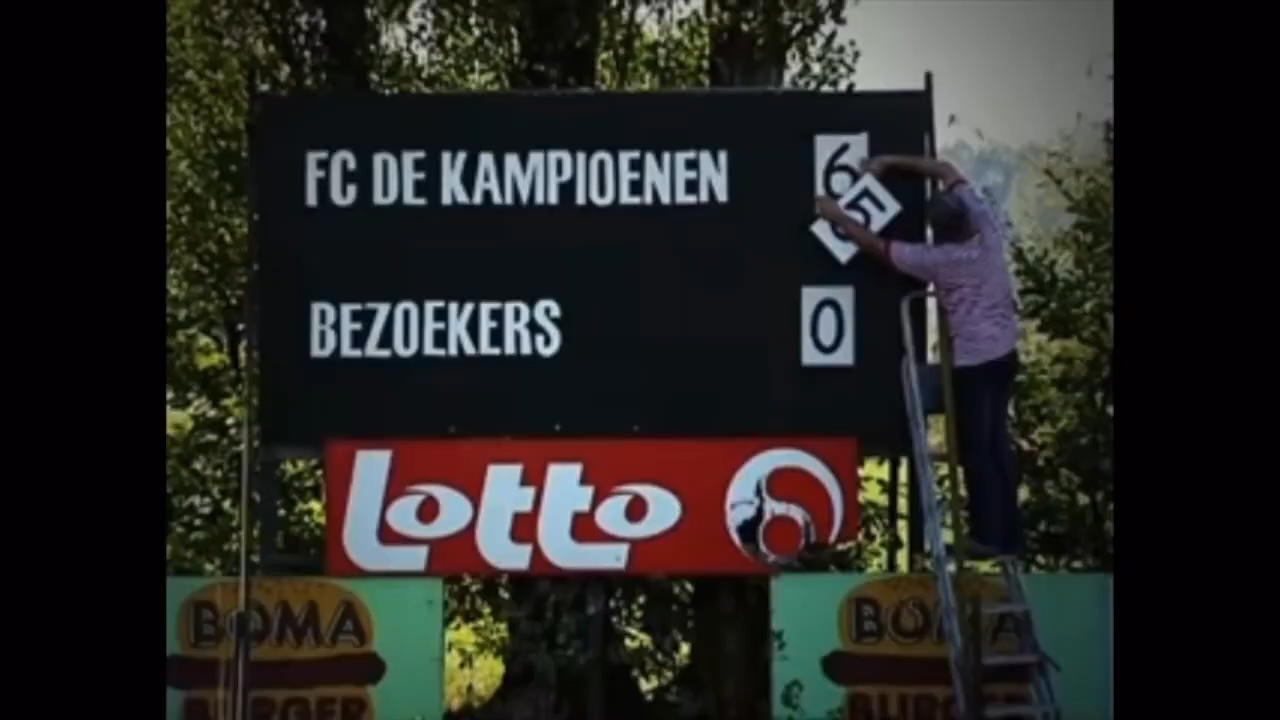 FC DE KAMPIOENEN 6
5
BEZOEKERS 0
Lotto
BOMA BOMA
BURGER BURGER